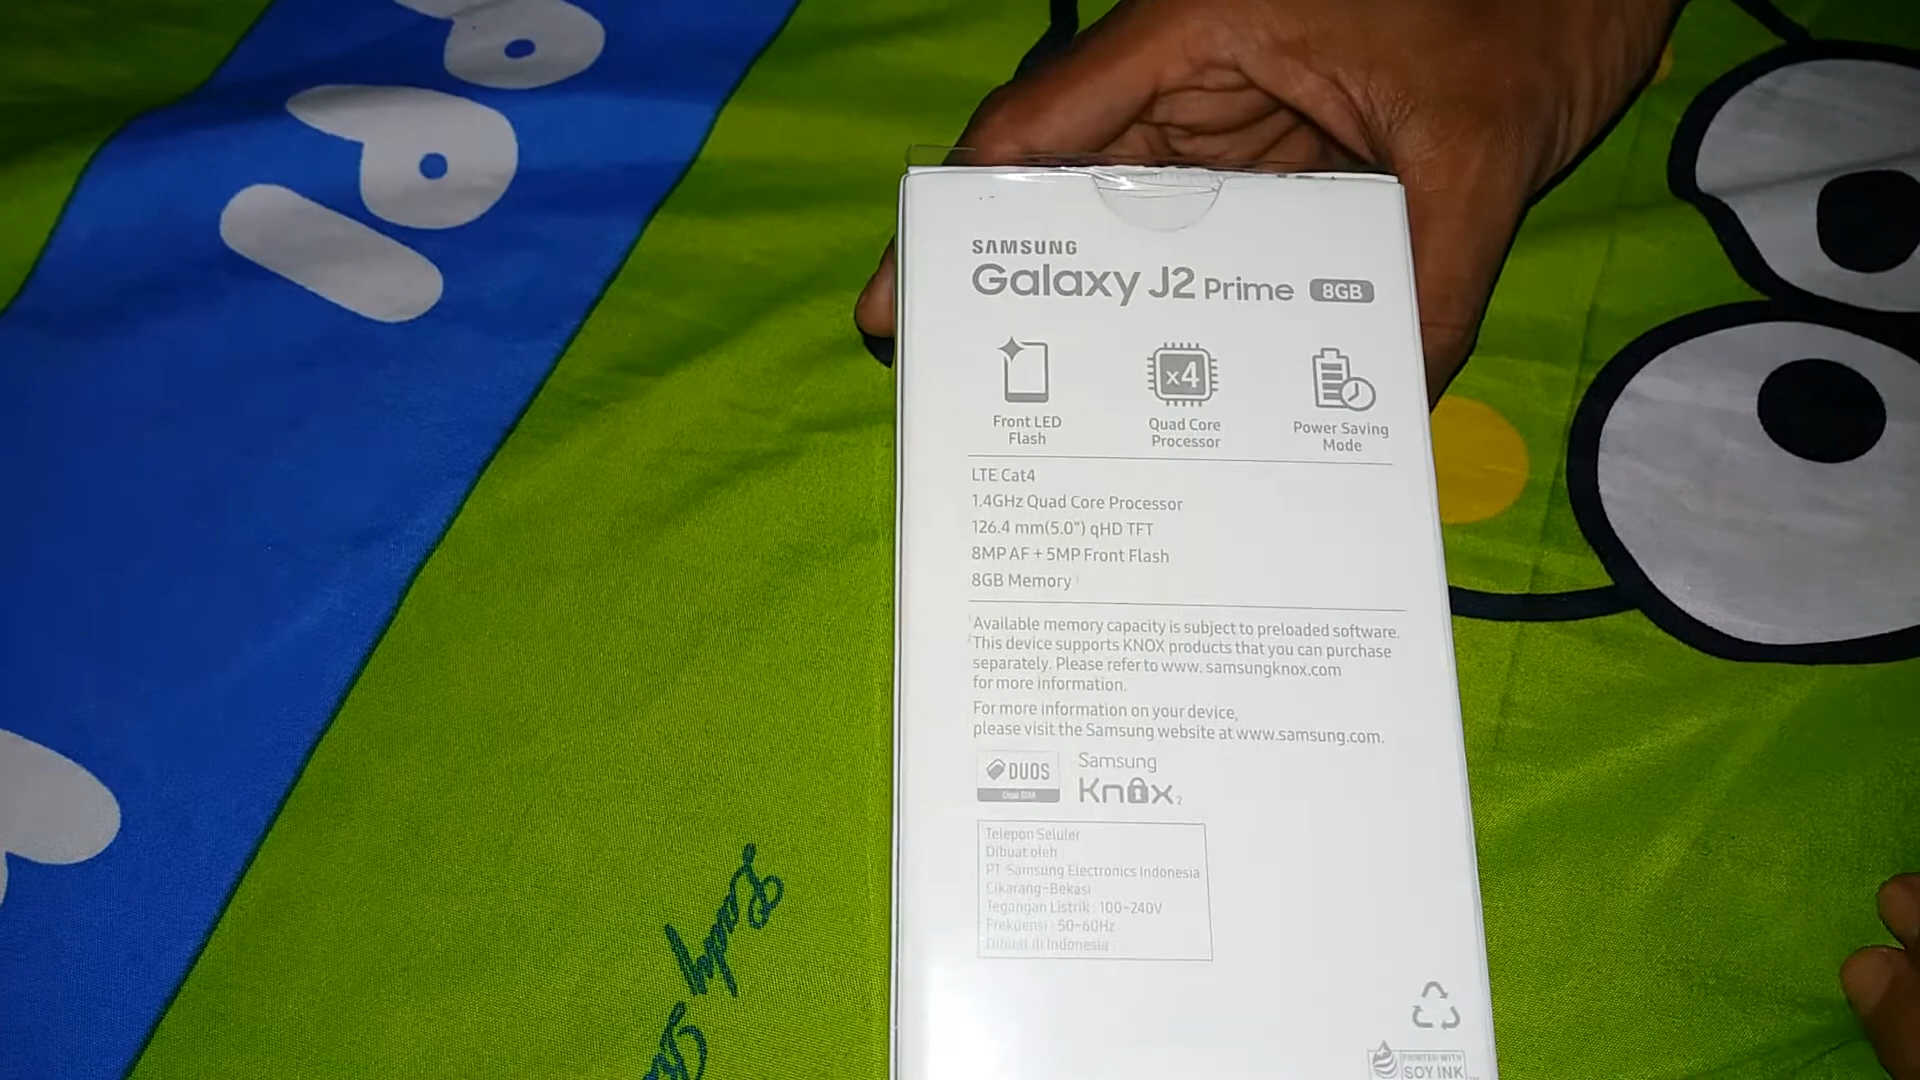 SAMSUNG
Galaxy J2 Prime 8GB
x4
Front LED
Flash
Quad Core
Processor
Power Saving
Mode
LTE Cat4
1.4GHz Quad Core Processor
126.4 mm(5.0") qHD TFT
8MP AF + 5MP Front Flash
8GB Memory
Available memory capacity is subject to preloaded software.
This device supports KNOX products that you can purchase
separately. Please refer to www. samsungknox.com
for more information.
For more information on your device,
please visit the Samsung website at www.samsung.com.
DUOS
Dual SIM
Samsung
Knox2
Telepon Seluler
Dibuat oleh
PT Samsung Electronics Indonesia
Cikarang-Bekasi
Tegangan Listrik : 100~240V
Frekuensi : 50~60Hz
Dibuat di Indonesia
PRINTED WITH
SOY INK